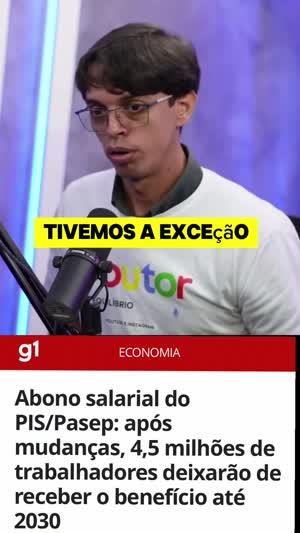 TIVEMOS A EXCEçãO
outor
g1
ECONOMIA
Abono salarial do
PIS/Pasep: após
mudanças, 4,5 milhões de
trabalhadores deixarão de
receber o benefício até
2030